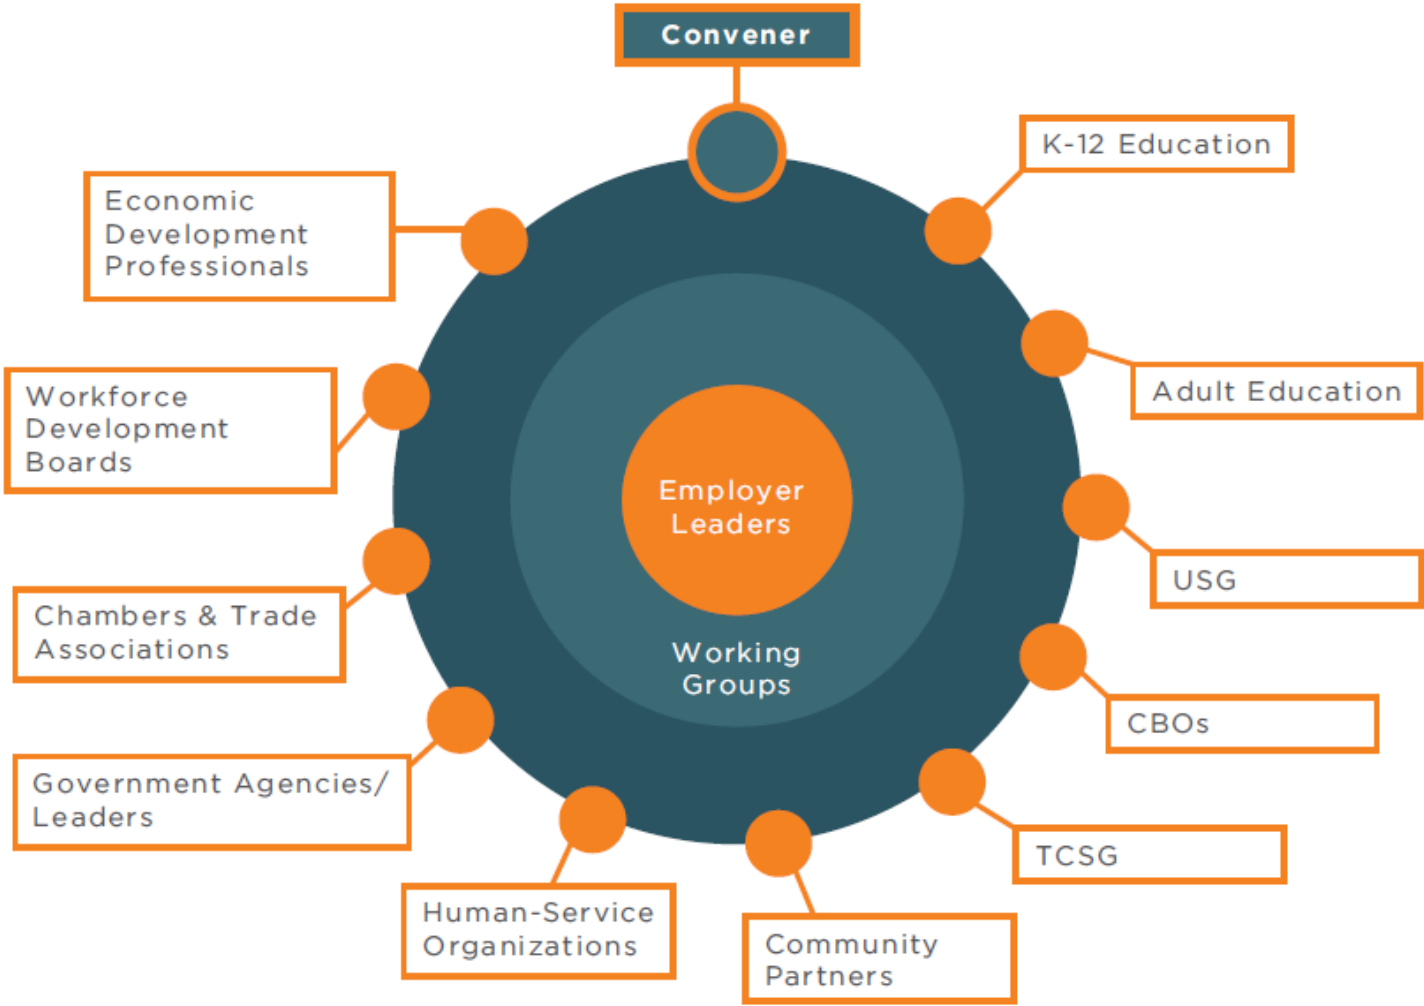 Convener
K-12 Education
Economic
Development
Professionals
Adult Education
Workforce
Development
Boards
Employer
Leaders
USG
Chambers & Trade
Associations
Working
Groups
CBOs
Government Agencies/
Leaders
TCSG
Human-Service
Organizations
Community
Partners